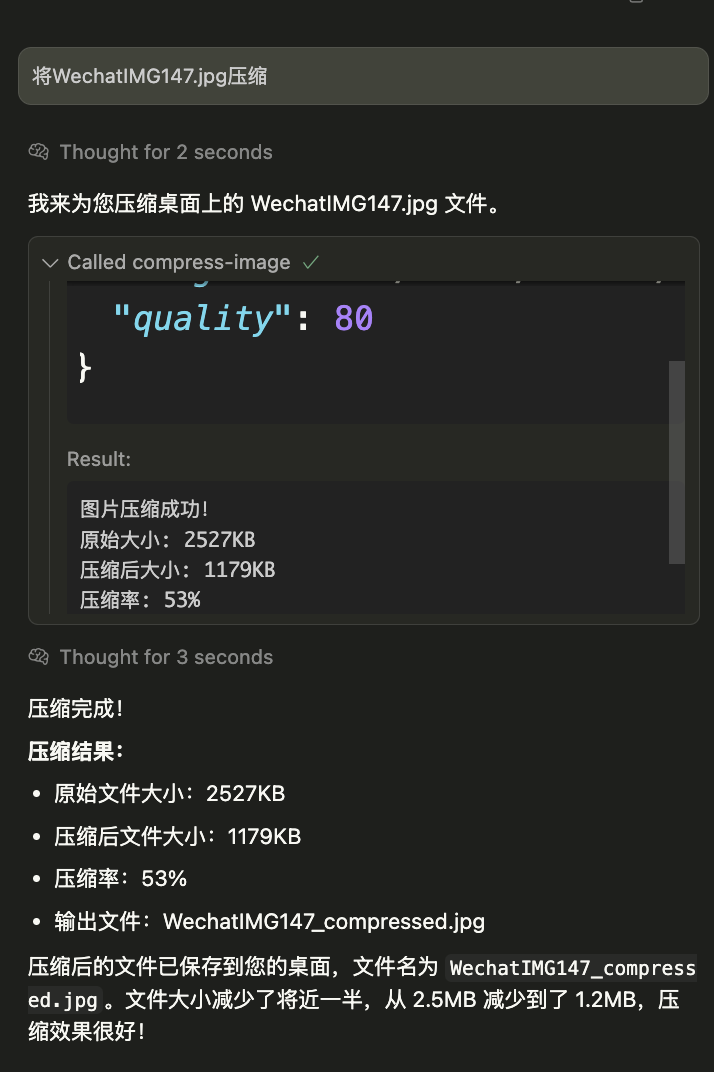 将WechatIMG147.jpg压缩
Thought for 2 seconds
我来为您压缩桌面上的 WechatIMG147.jpg 文件。
Called compress-image
"quality": 80
}
Result:
图片压缩成功!
原始大小: 2527KB
压缩后大小: 1179KB
压缩率: 53%
Thought for 3 seconds
压缩完成！
压缩结果：
• 原始文件大小：2527KB
• 压缩后文件大小：1179KB
• 压缩率：53%
• 输出文件：WechatIMG147_compressed.jpg
压缩后的文件已保存到您的桌面，文件名为 WechatIMG147_compress
ed.jpg。文件大小减少了将近一半，从 2.5MB 减少到了 1.2MB，压
缩效果很好！